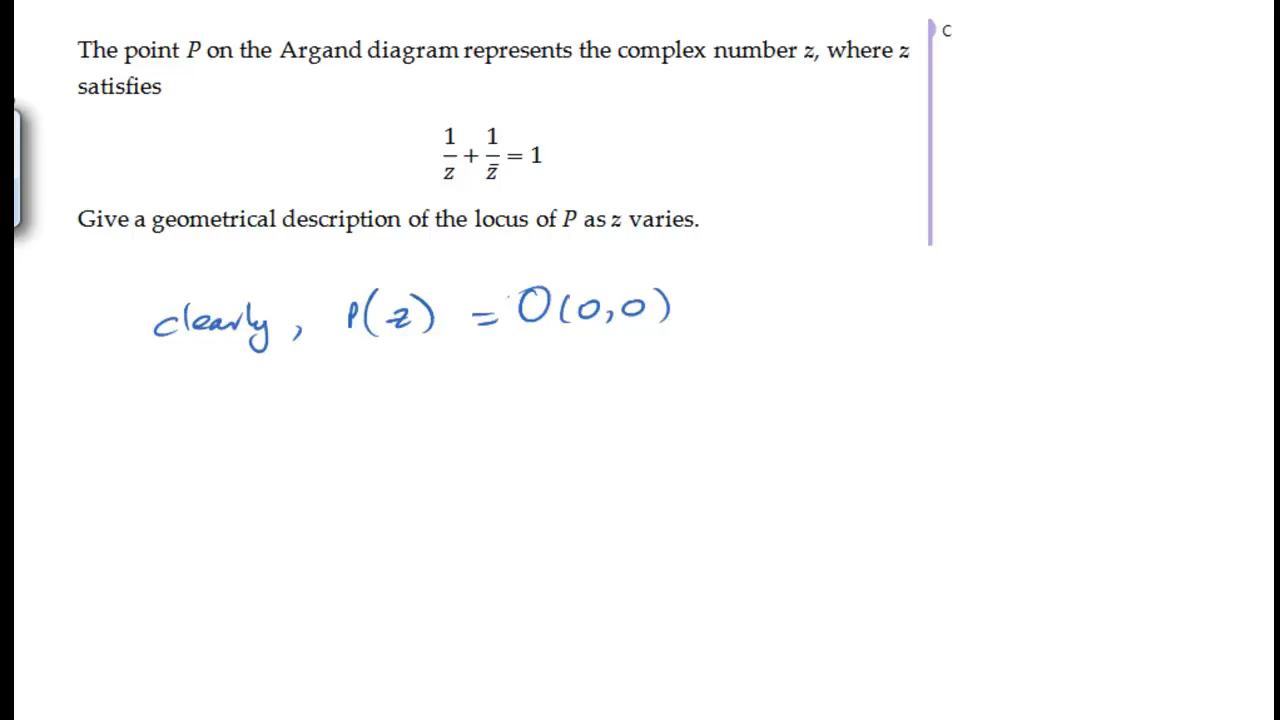 The point P on the Argand diagram represents the complex number z, where z
satisfies
1/z + 1/z̄ = 1
Give a geometrical description of the locus of P as z varies.
clearly, P(z) = O(0,0)
C